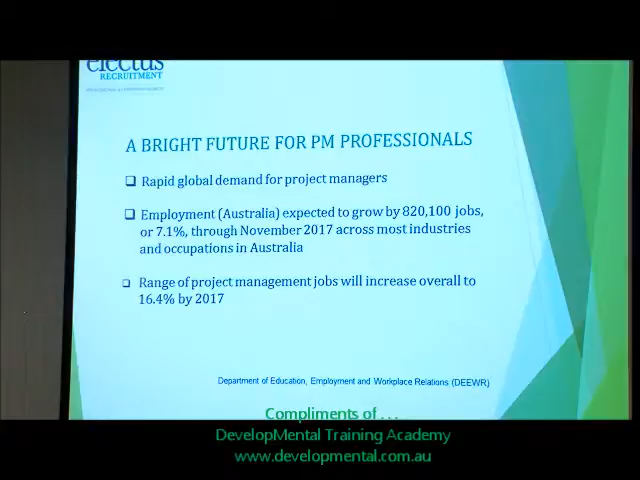 electus
RECRUITMENT
A BRIGHT FUTURE FOR PM PROFESSIONALS
Rapid global demand for project managers
Employment (Australia) expected to grow by 820,100 jobs,
or 7.1%, through November 2017 across most industries
and occupations in Australia
Range of project management jobs will increase overall to
16.4% by 2017
Department of Education, Employment and Workplace Relations (DEEWR)
Compliments of . . .
DevelopMental Training Academy
www.developmental.com.au